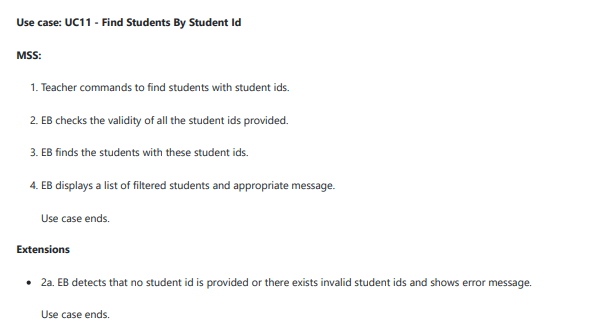 Use case: UC11 - Find Students By Student Id
MSS:
1. Teacher commands to find students with student ids.
2. EB checks the validity of all the student ids provided.
3. EB finds the students with these student ids.
4. EB displays a list of filtered students and appropriate message.
Use case ends.
Extensions
• 2a. EB detects that no student id is provided or there exists invalid student ids and shows error message.
Use case ends.